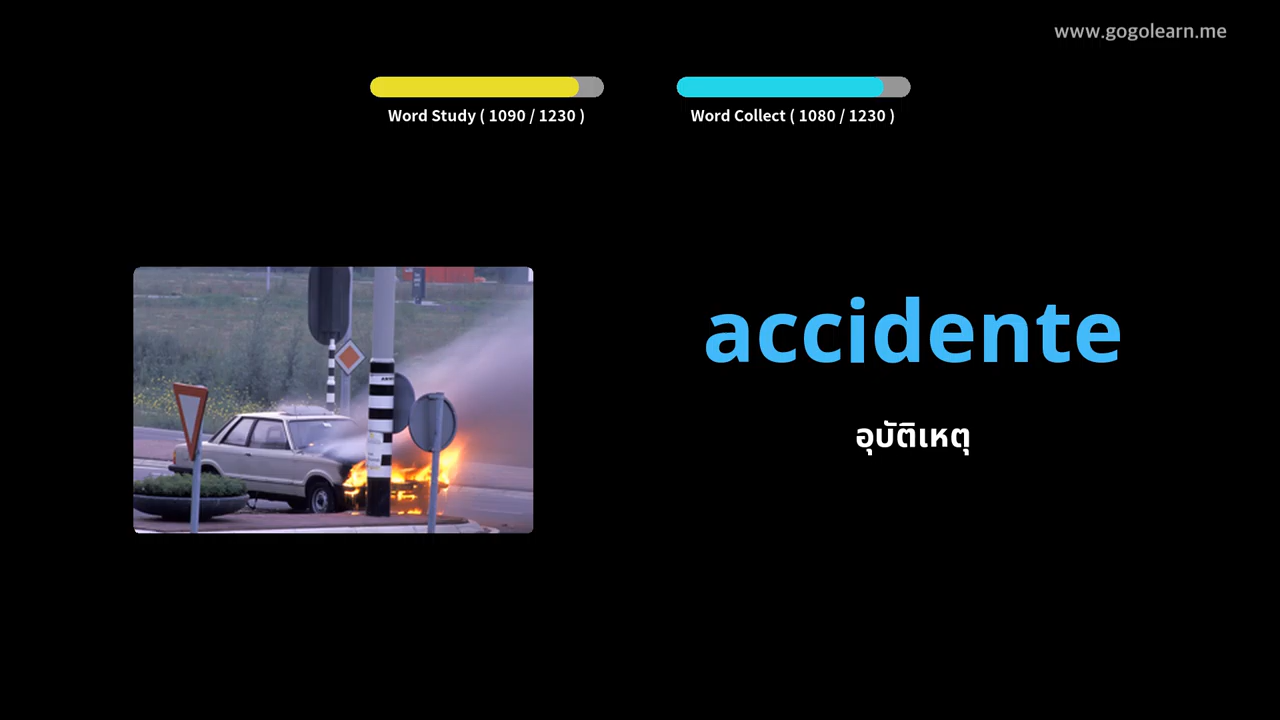 www.gogolearn.me
Word Study ( 1090 / 1230 )
Word Collect ( 1080 / 1230 )
accidente
อุบัติเหตุ